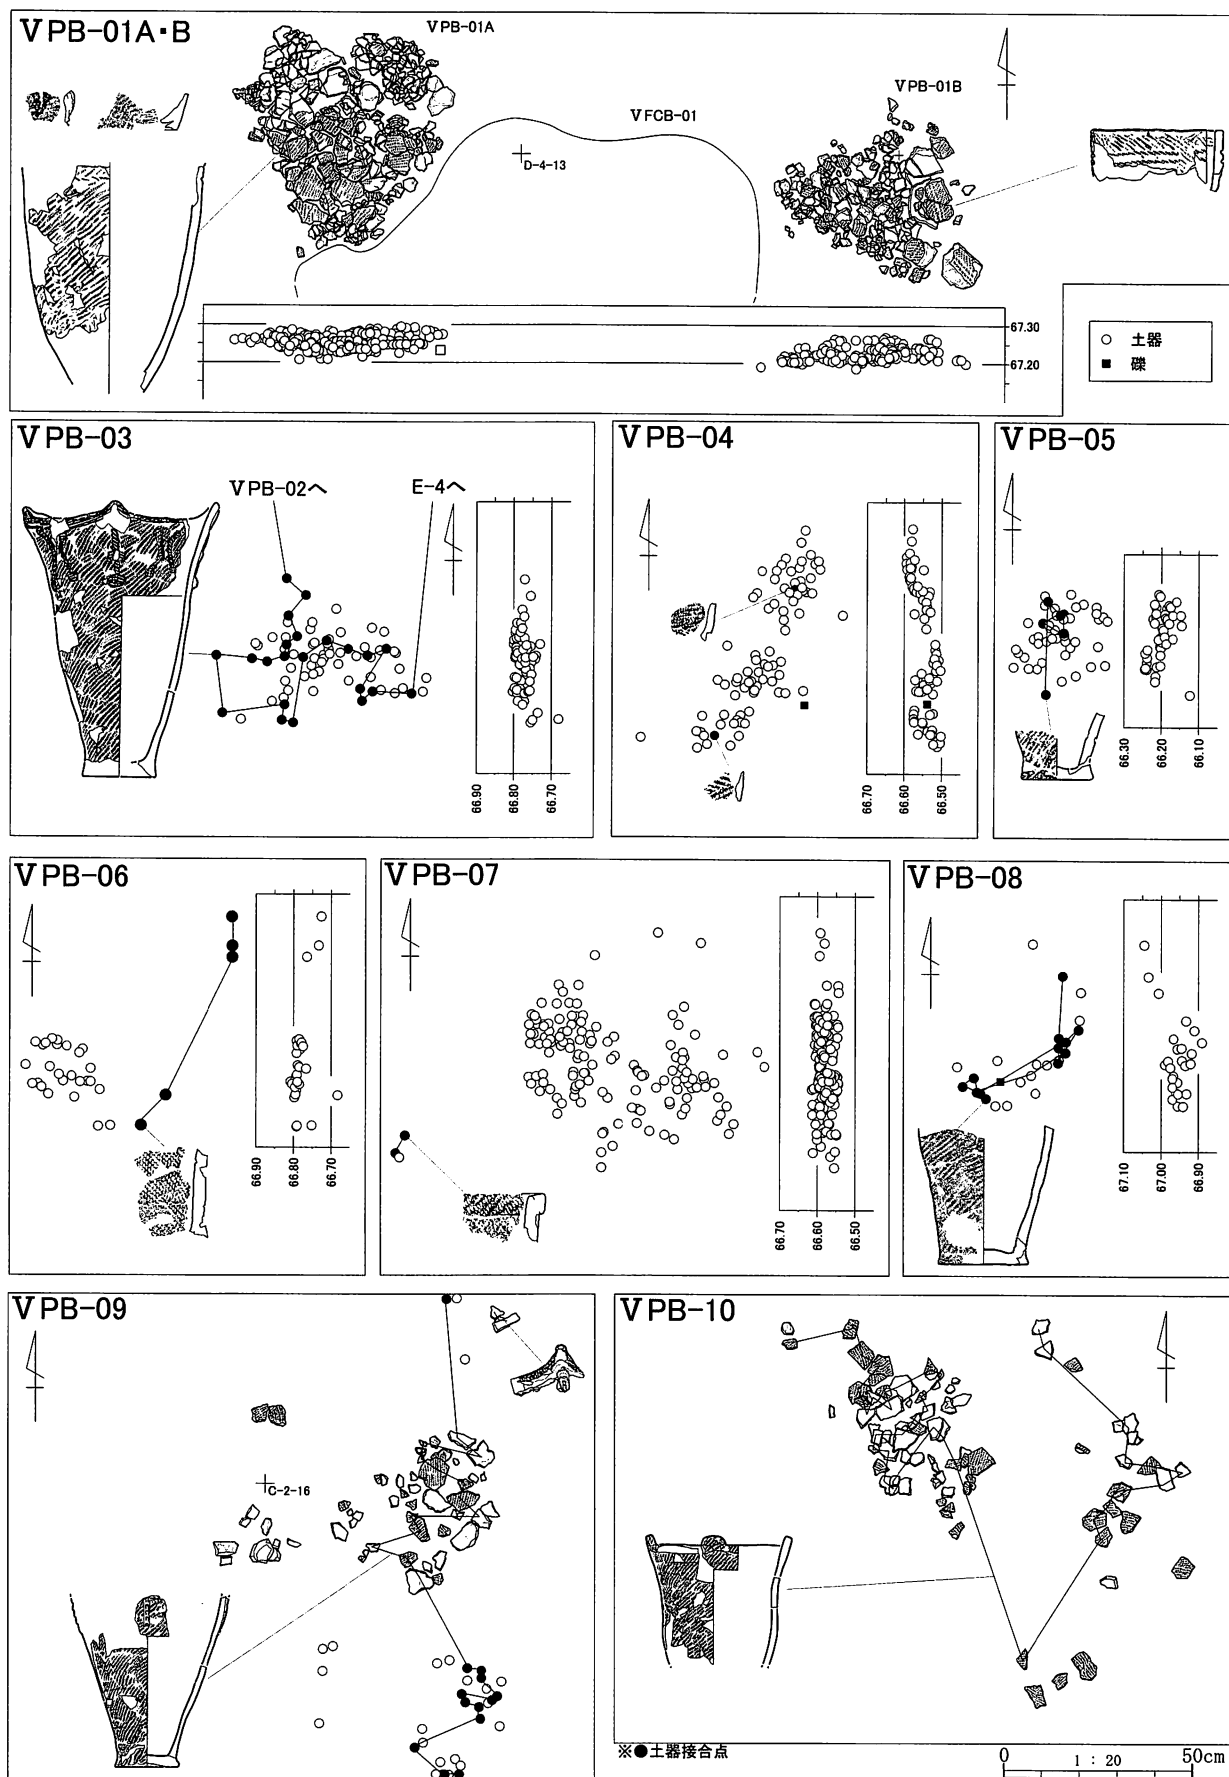 VPB-01A・B
VPB-01A
VPB-01B
VFCB-01
D-4-13
67.30
67.20
○ 土器
■ 礫
VPB-03
VPB-02へ
E-4へ
66.90
66.80
66.70
VPB-04
66.70
66.60
66.50
VPB-05
66.30
66.20
66.10
VPB-06
66.90
66.80
66.70
VPB-07
66.70
66.60
66.50
VPB-08
67.10
67.00
66.90
VPB-09
C-2-16
VPB-10
※●土器接合点
0 1 : 20 50cm